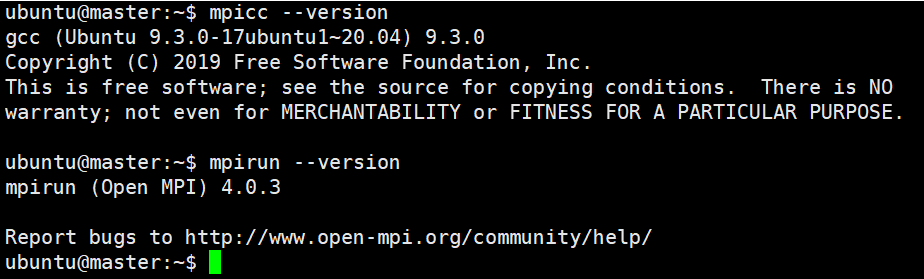 ubuntu@master:~$ mpicc --version
gcc (Ubuntu 9.3.0-17ubuntu1~20.04) 9.3.0
Copyright (C) 2019 Free Software Foundation, Inc.
This is free software; see the source for copying conditions.  There is NO
warranty; not even for MERCHANTABILITY or FITNESS FOR A PARTICULAR PURPOSE.
ubuntu@master:~$ mpirun --version
mpirun (Open MPI) 4.0.3
Report bugs to http://www.open-mpi.org/community/help/
ubuntu@master:~$